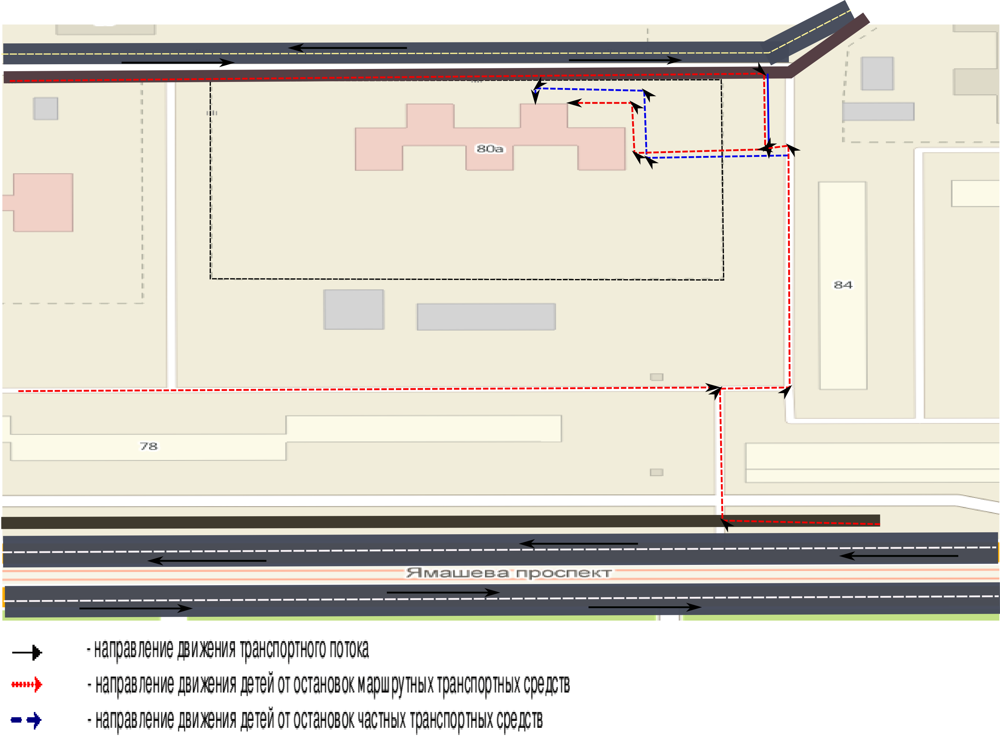 80а
84
78
Ямашева проспект
- направление движения транспортного потока
- направление движения детей от остановок маршрутных транспортных средств
- направление движения детей от остановок частных транспортных средств